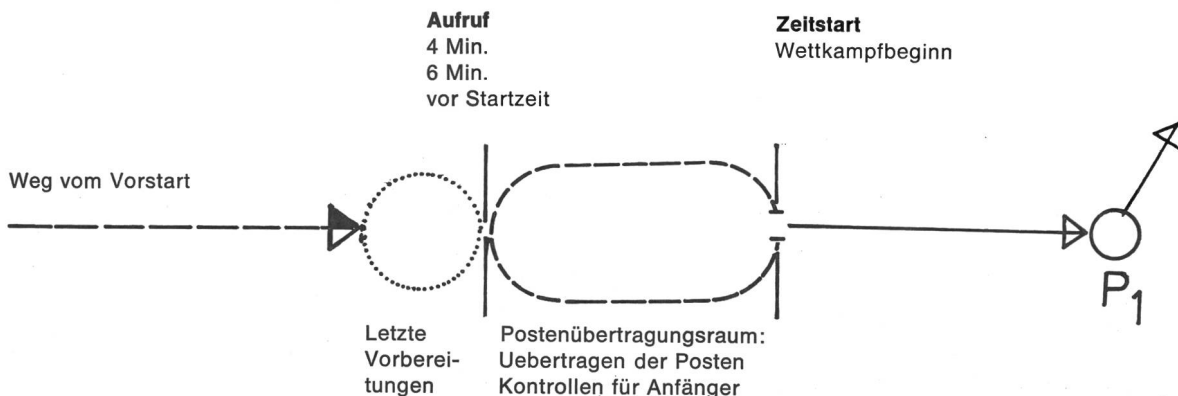 Aufruf
4 Min.
6 Min.
vor Startzeit
Zeitstart
Wettkampfbeginn
Weg vom Vorstart
P1
Letzte
Vorberei-
tungen
Postenübertragungsraum:
Uebertragen der Posten
Kontrollen für Anfänger